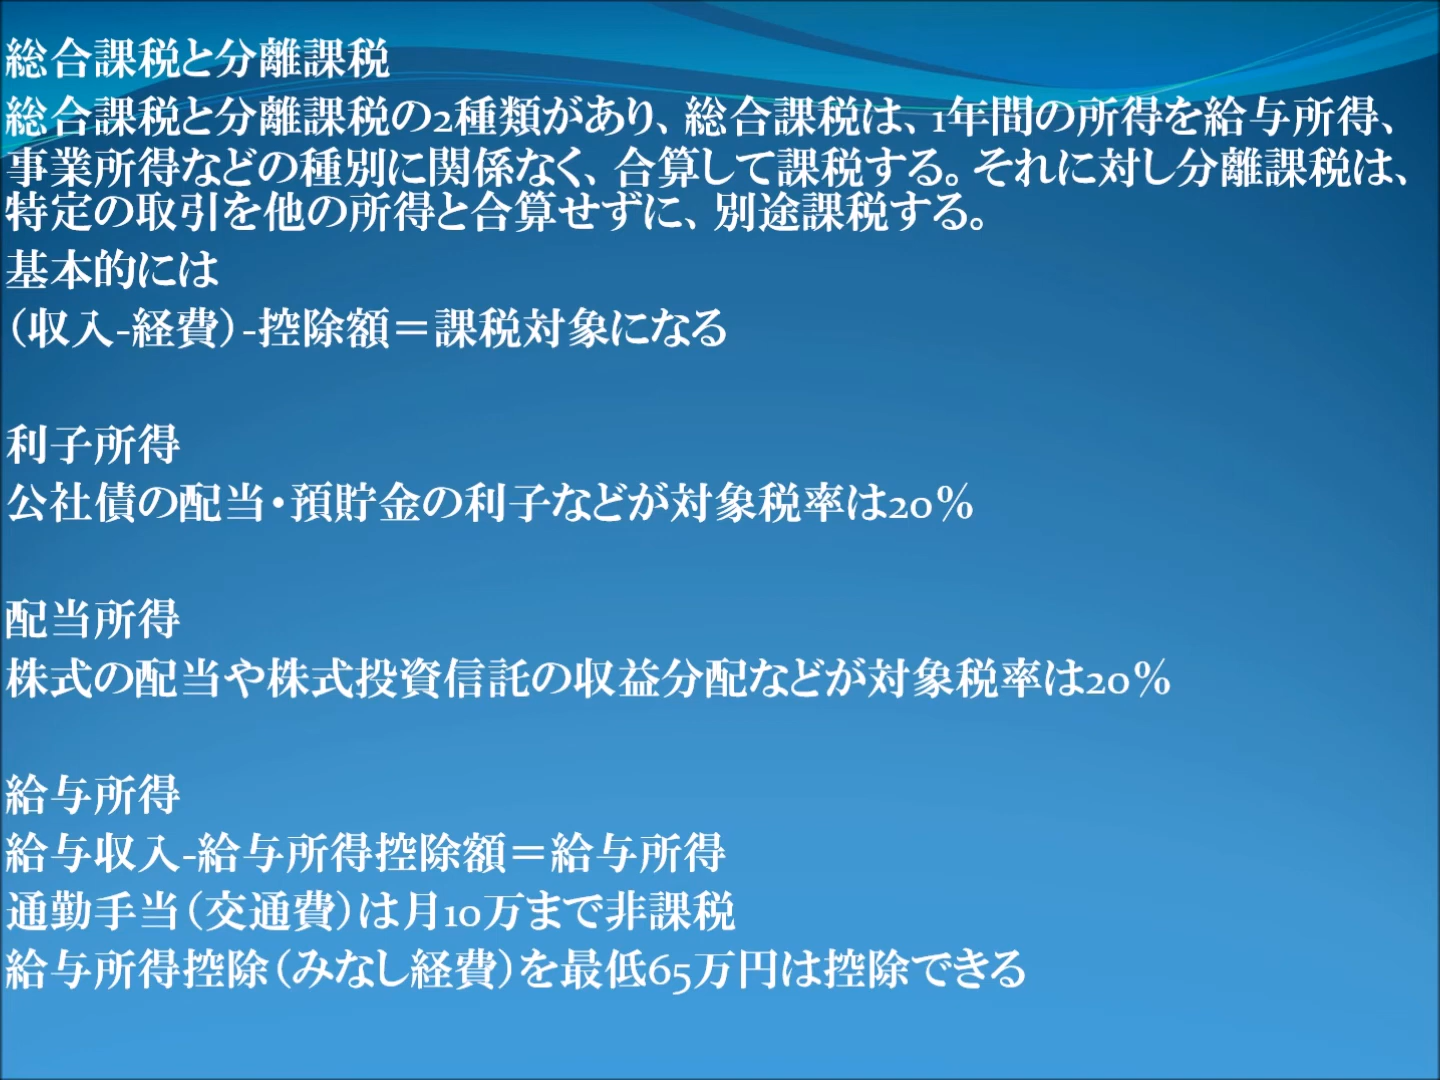 総合課税と分離課税
総合課税と分離課税の2種類があり、総合課税は、1年間の所得を給与所得、
事業所得などの種別に関係なく、合算して課税する。それに対し分離課税は、
特定の取引を他の所得と合算せずに、別途課税する。
基本的には
（収入-経費）-控除額＝課税対象になる
利子所得
公社債の配当・預貯金の利子などが対象税率は20％
配当所得
株式の配当や株式投資信託の収益分配などが対象税率は20％
給与所得
給与収入-給与所得控除額＝給与所得
通勤手当（交通費）は月10万まで非課税
給与所得控除（みなし経費）を最低65万円は控除できる